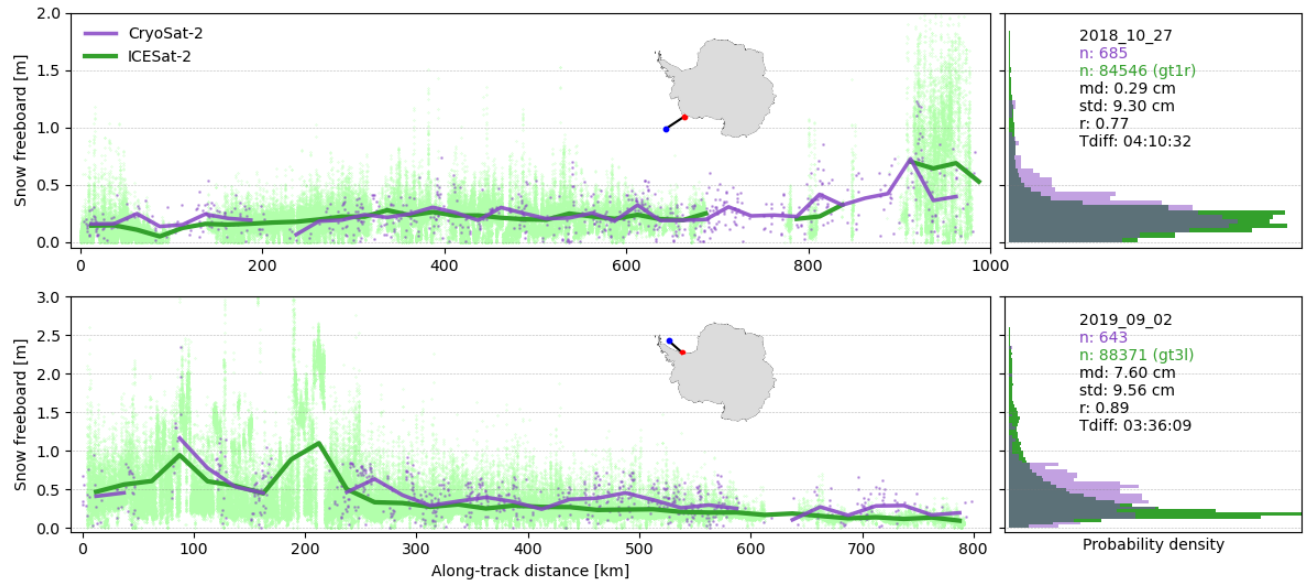 2.0
CryoSat-2
ICESat-2
1.5
1.0
0.5
0.0
Snow freeboard [m]
0 200 400 600 800 1000
2018_10_27
n: 685
n: 84546 (gt1r)
md: 0.29 cm
std: 9.30 cm
r: 0.77
Tdiff: 04:10:32
3.0
2.5
2.0
1.5
1.0
0.5
0.0
Snow freeboard [m]
0 100 200 300 400 500 600 700 800
Along-track distance [km]
2019_09_02
n: 643
n: 88371 (gt3l)
md: 7.60 cm
std: 9.56 cm
r: 0.89
Tdiff: 03:36:09
Probability density